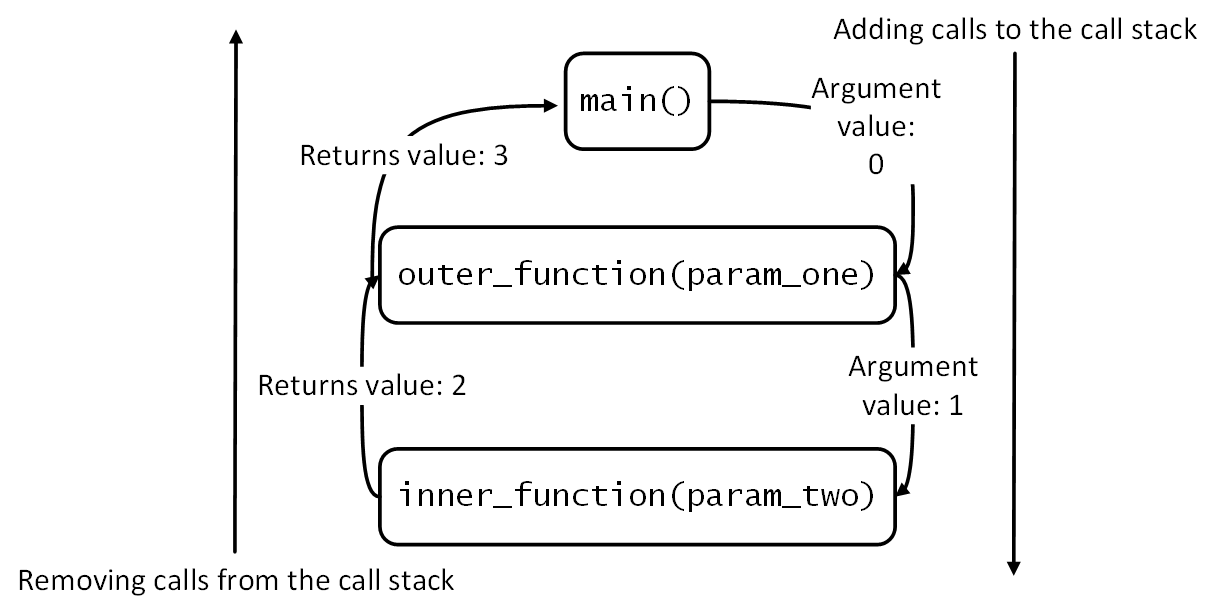 Adding calls to the call stack
main()
Argument
value:
0
Returns value: 3
outer_function(param_one)
Argument
value: 1
Returns value: 2
inner_function(param_two)
Removing calls from the call stack